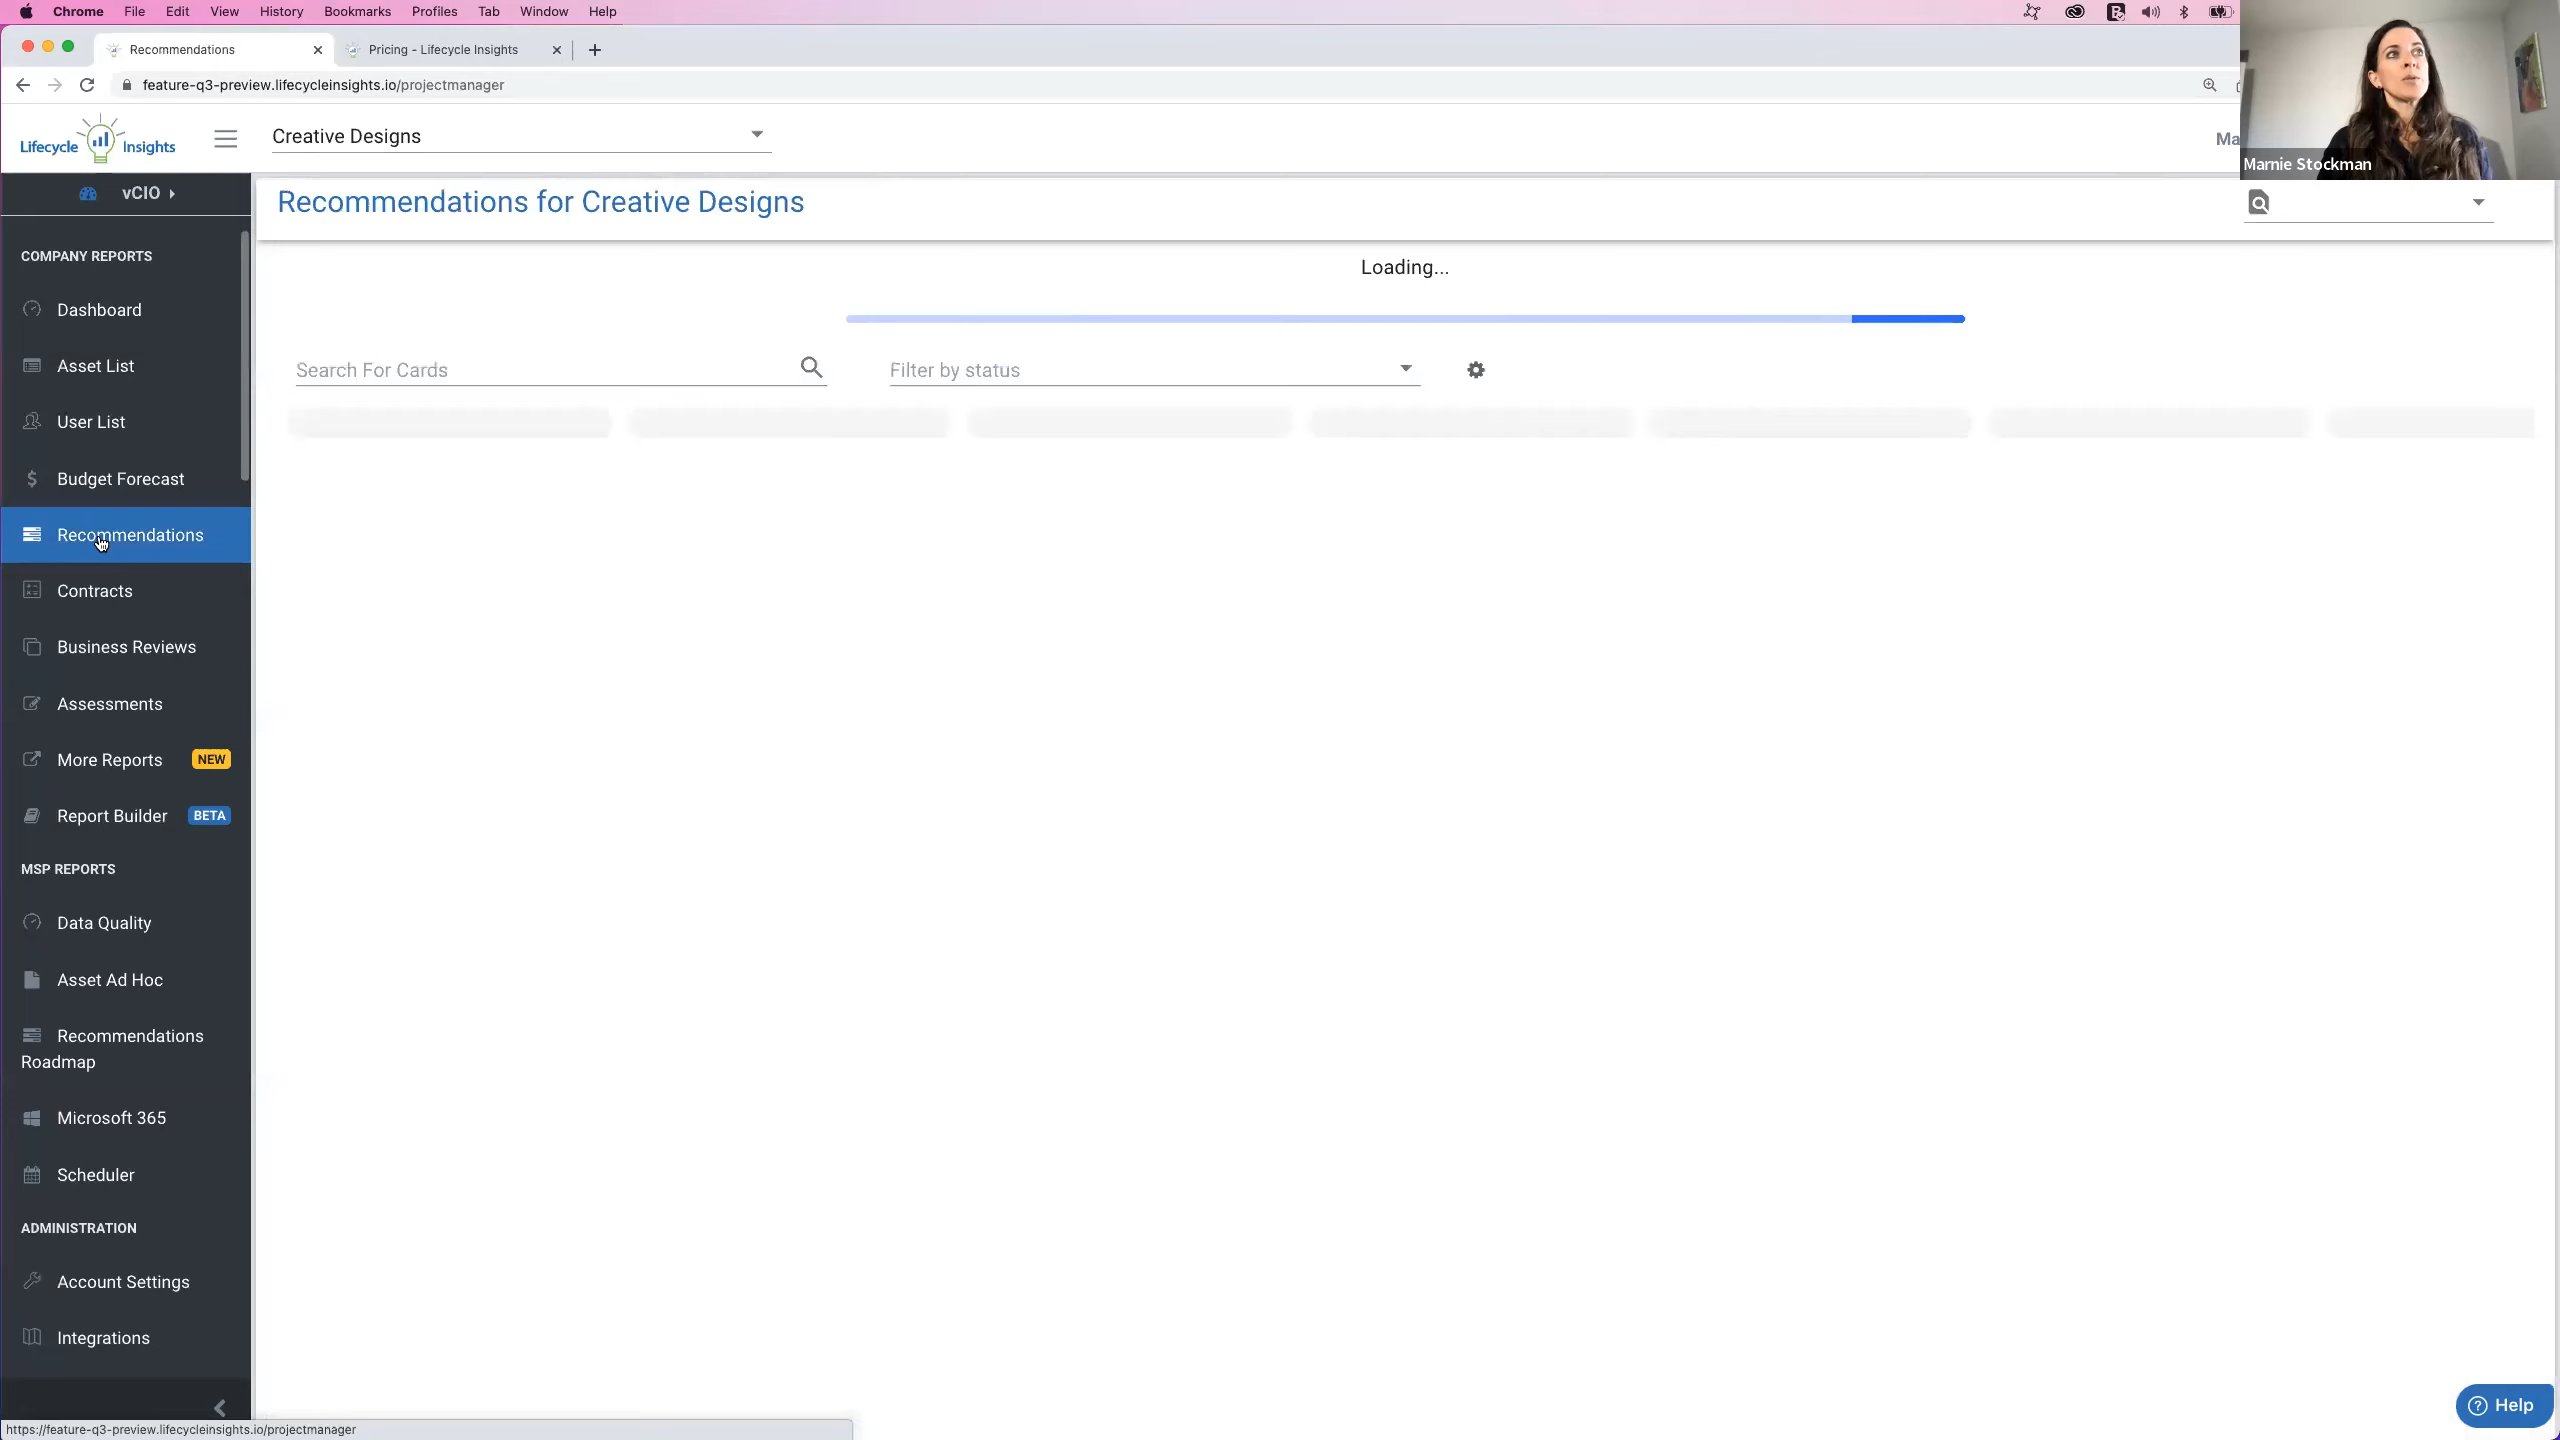 Chrome File Edit View History Bookmarks Profiles Tab Window Help
Recommendations
Pricing - Lifecycle Insights
feature-q3-preview.lifecycleinsights.io/projectmanager
Lifecycle Insights
Creative Designs
Ma
Marnie Stockman
vCIO
Recommendations for Creative Designs
COMPANY REPORTS
Loading...
Dashboard
Search For Cards
Filter by status
Asset List
User List
Budget Forecast
Recommendations
Contracts
Business Reviews
Assessments
More Reports NEW
Report Builder BETA
MSP REPORTS
Data Quality
Asset Ad Hoc
Recommendations
Roadmap
Microsoft 365
Scheduler
ADMINISTRATION
Account Settings
Integrations
Help
https://feature-q3-preview.lifecycleinsights.io/projectmanager